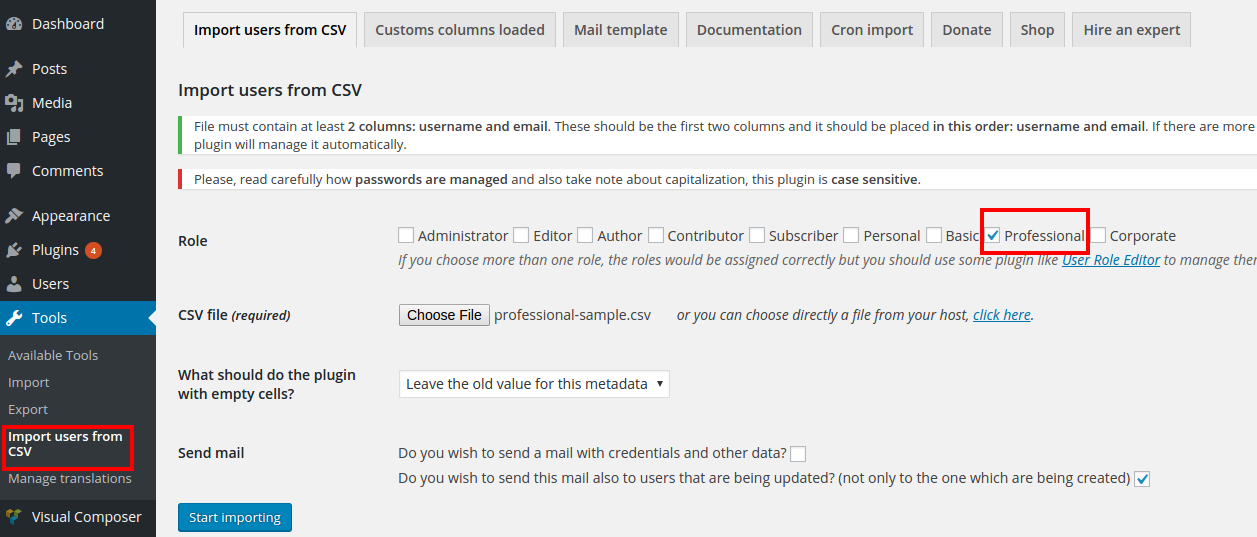 Dashboard
Posts
Media
Pages
Comments
Appearance
Plugins 4
Users
Tools
Available Tools
Import
Export
Import users from
CSV
Manage translations
Visual Composer
Import users from CSV
Customs columns loaded
Mail template
Documentation
Cron import
Donate
Shop
Hire an expert
Import users from CSV
File must contain at least 2 columns: username and email. These should be the first two columns and it should be placed in this order: username and email. If there are more
plugin will manage it automatically.
Please, read carefully how passwords are managed and also take note about capitalization, this plugin is case sensitive.
Role
Administrator Editor Author Contributor Subscriber Personal Basic Professional Corporate
If you choose more than one role, the roles would be assigned correctly but you should use some plugin like User Role Editor to manage them
CSV file (required)
Choose File professional-sample.csv or you can choose directly a file from your host, click here.
What should do the plugin
with empty cells?
Leave the old value for this metadata
Send mail
Do you wish to send a mail with credentials and other data?
Do you wish to send this mail also to users that are being updated? (not only to the one which are being created)
Start importing